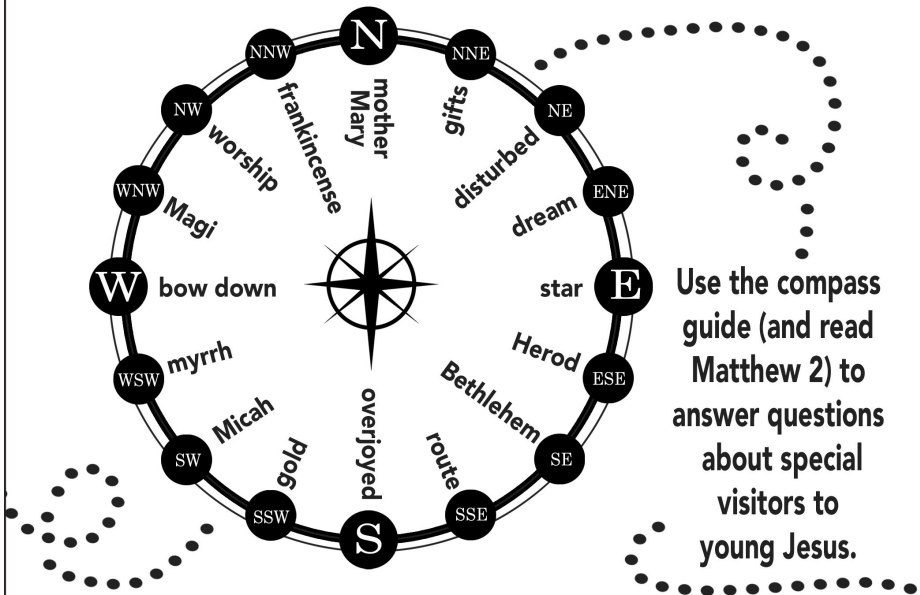 N
mother
Mary
NNE
gifts
NE
disturbed
ENE
dream
E
star
ESE
Herod
SE
Bethlehem
SSE
route
S
overjoyed
SSW
gold
SW
Micah
WSW
myrrh
W
bow down
WNW
Magi
NW
worship
NNW
frankincense
Use the compass
guide (and read
Matthew 2) to
answer questions
about special
visitors to
young Jesus.